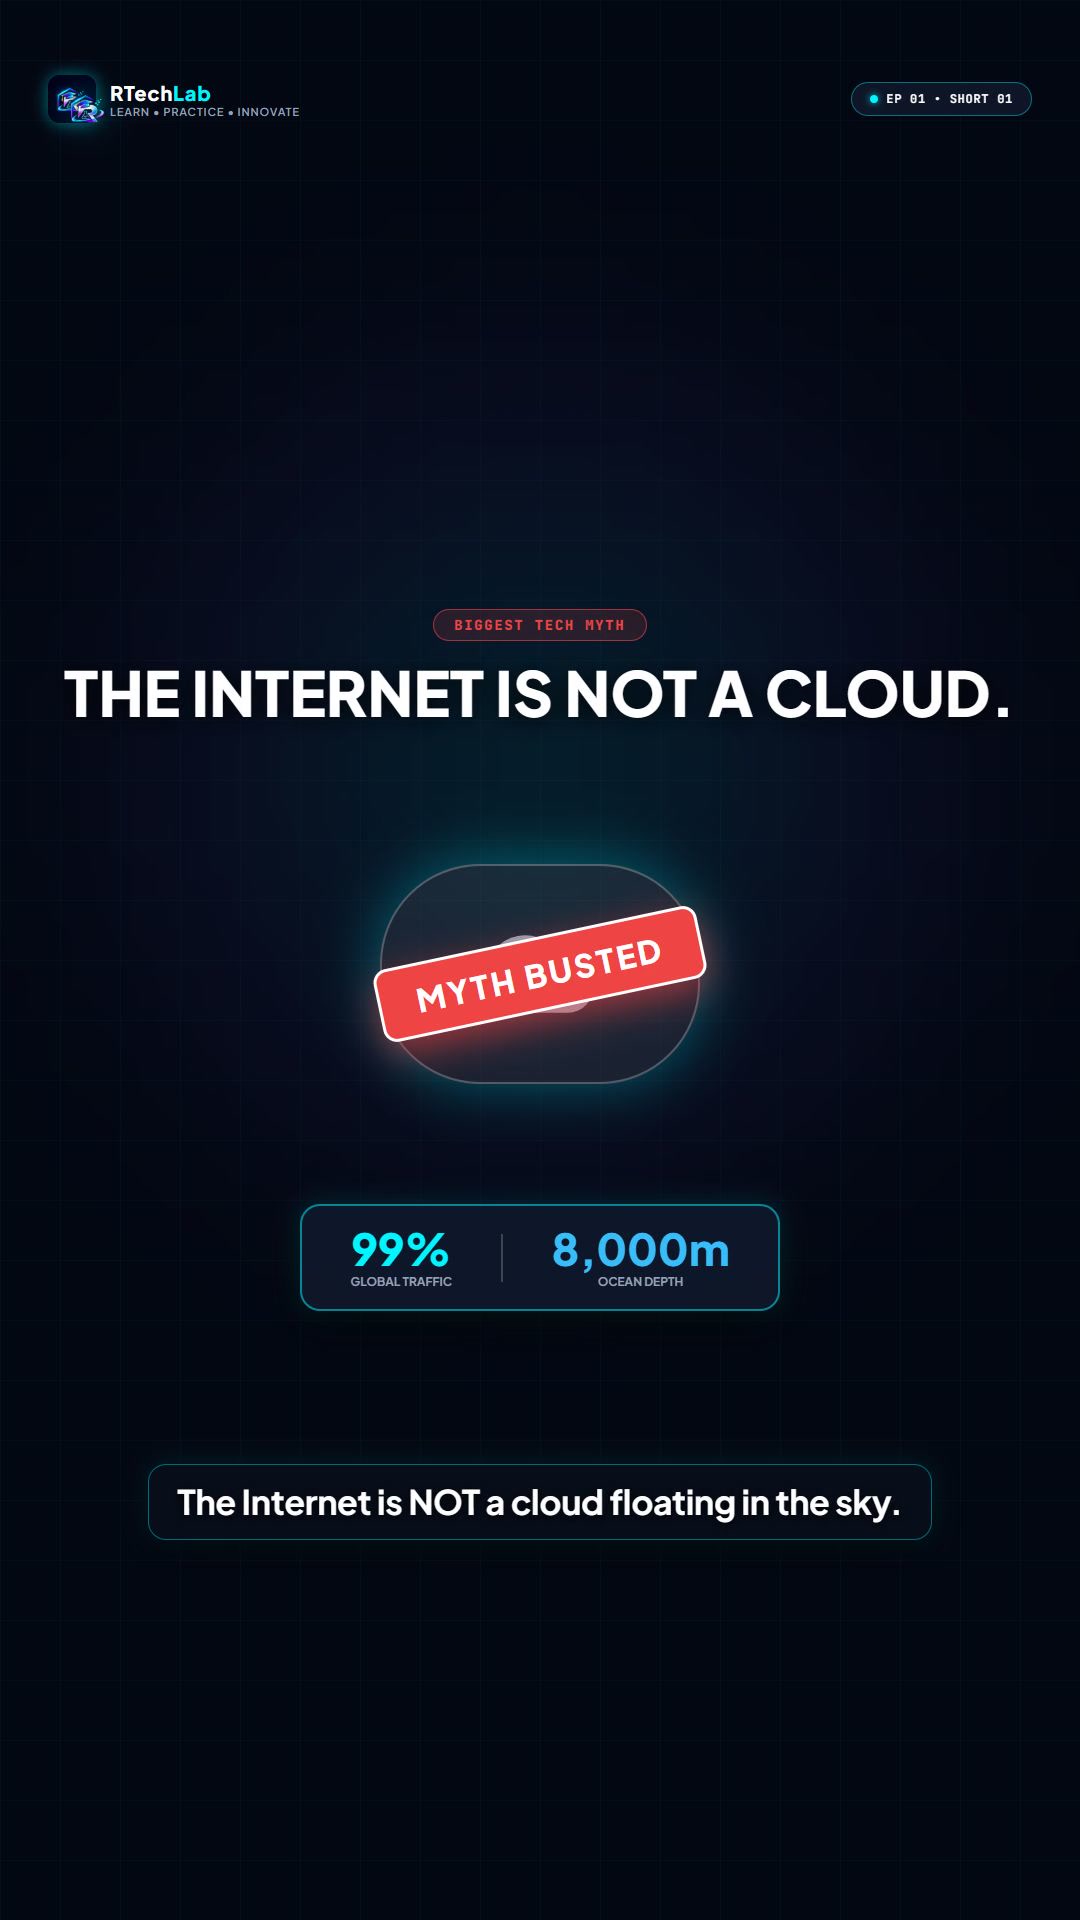 RTechLab
LEARN • PRACTICE • INNOVATE
EP 01 • SHORT 01
BIGGEST TECH MYTH
THE INTERNET IS NOT A CLOUD.
MYTH BUSTED
99%
GLOBAL TRAFFIC
8,000m
OCEAN DEPTH
The Internet is NOT a cloud floating in the sky.